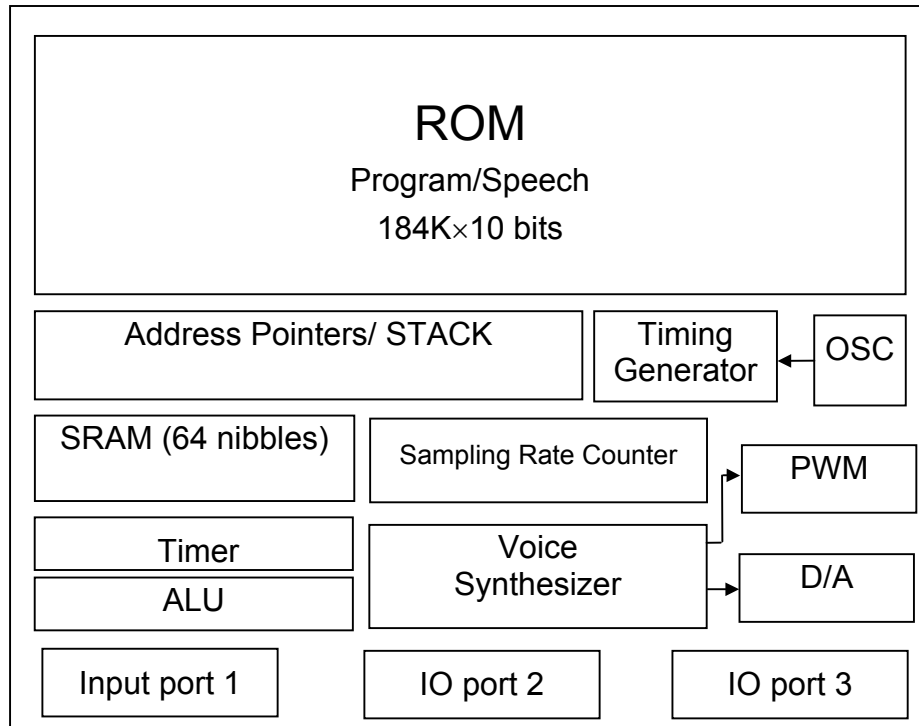 ROM
Program/Speech
184K×10 bits
Address Pointers/ STACK
Timing
Generator
OSC
SRAM (64 nibbles)
Sampling Rate Counter
PWM
Timer
Voice
Synthesizer
D/A
ALU
Input port 1
IO port 2
IO port 3